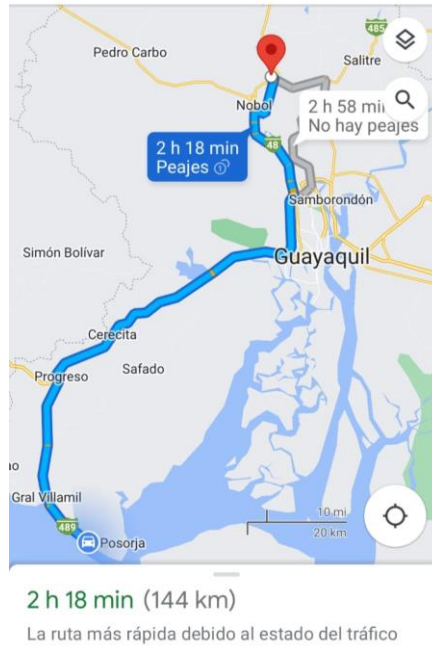 Pedro Carbo
485
Salitre
Nobol
2 h 58 min
No hay peajes
2 h 18 min
Peajes
48
Samborondón
Simón Bolívar
Guayaquil
Cerecita
Safado
Progreso
Gral Villamil
489
Posorja
10 mi
20 km
2 h 18 min (144 km)
La ruta más rápida debido al estado del tráfico